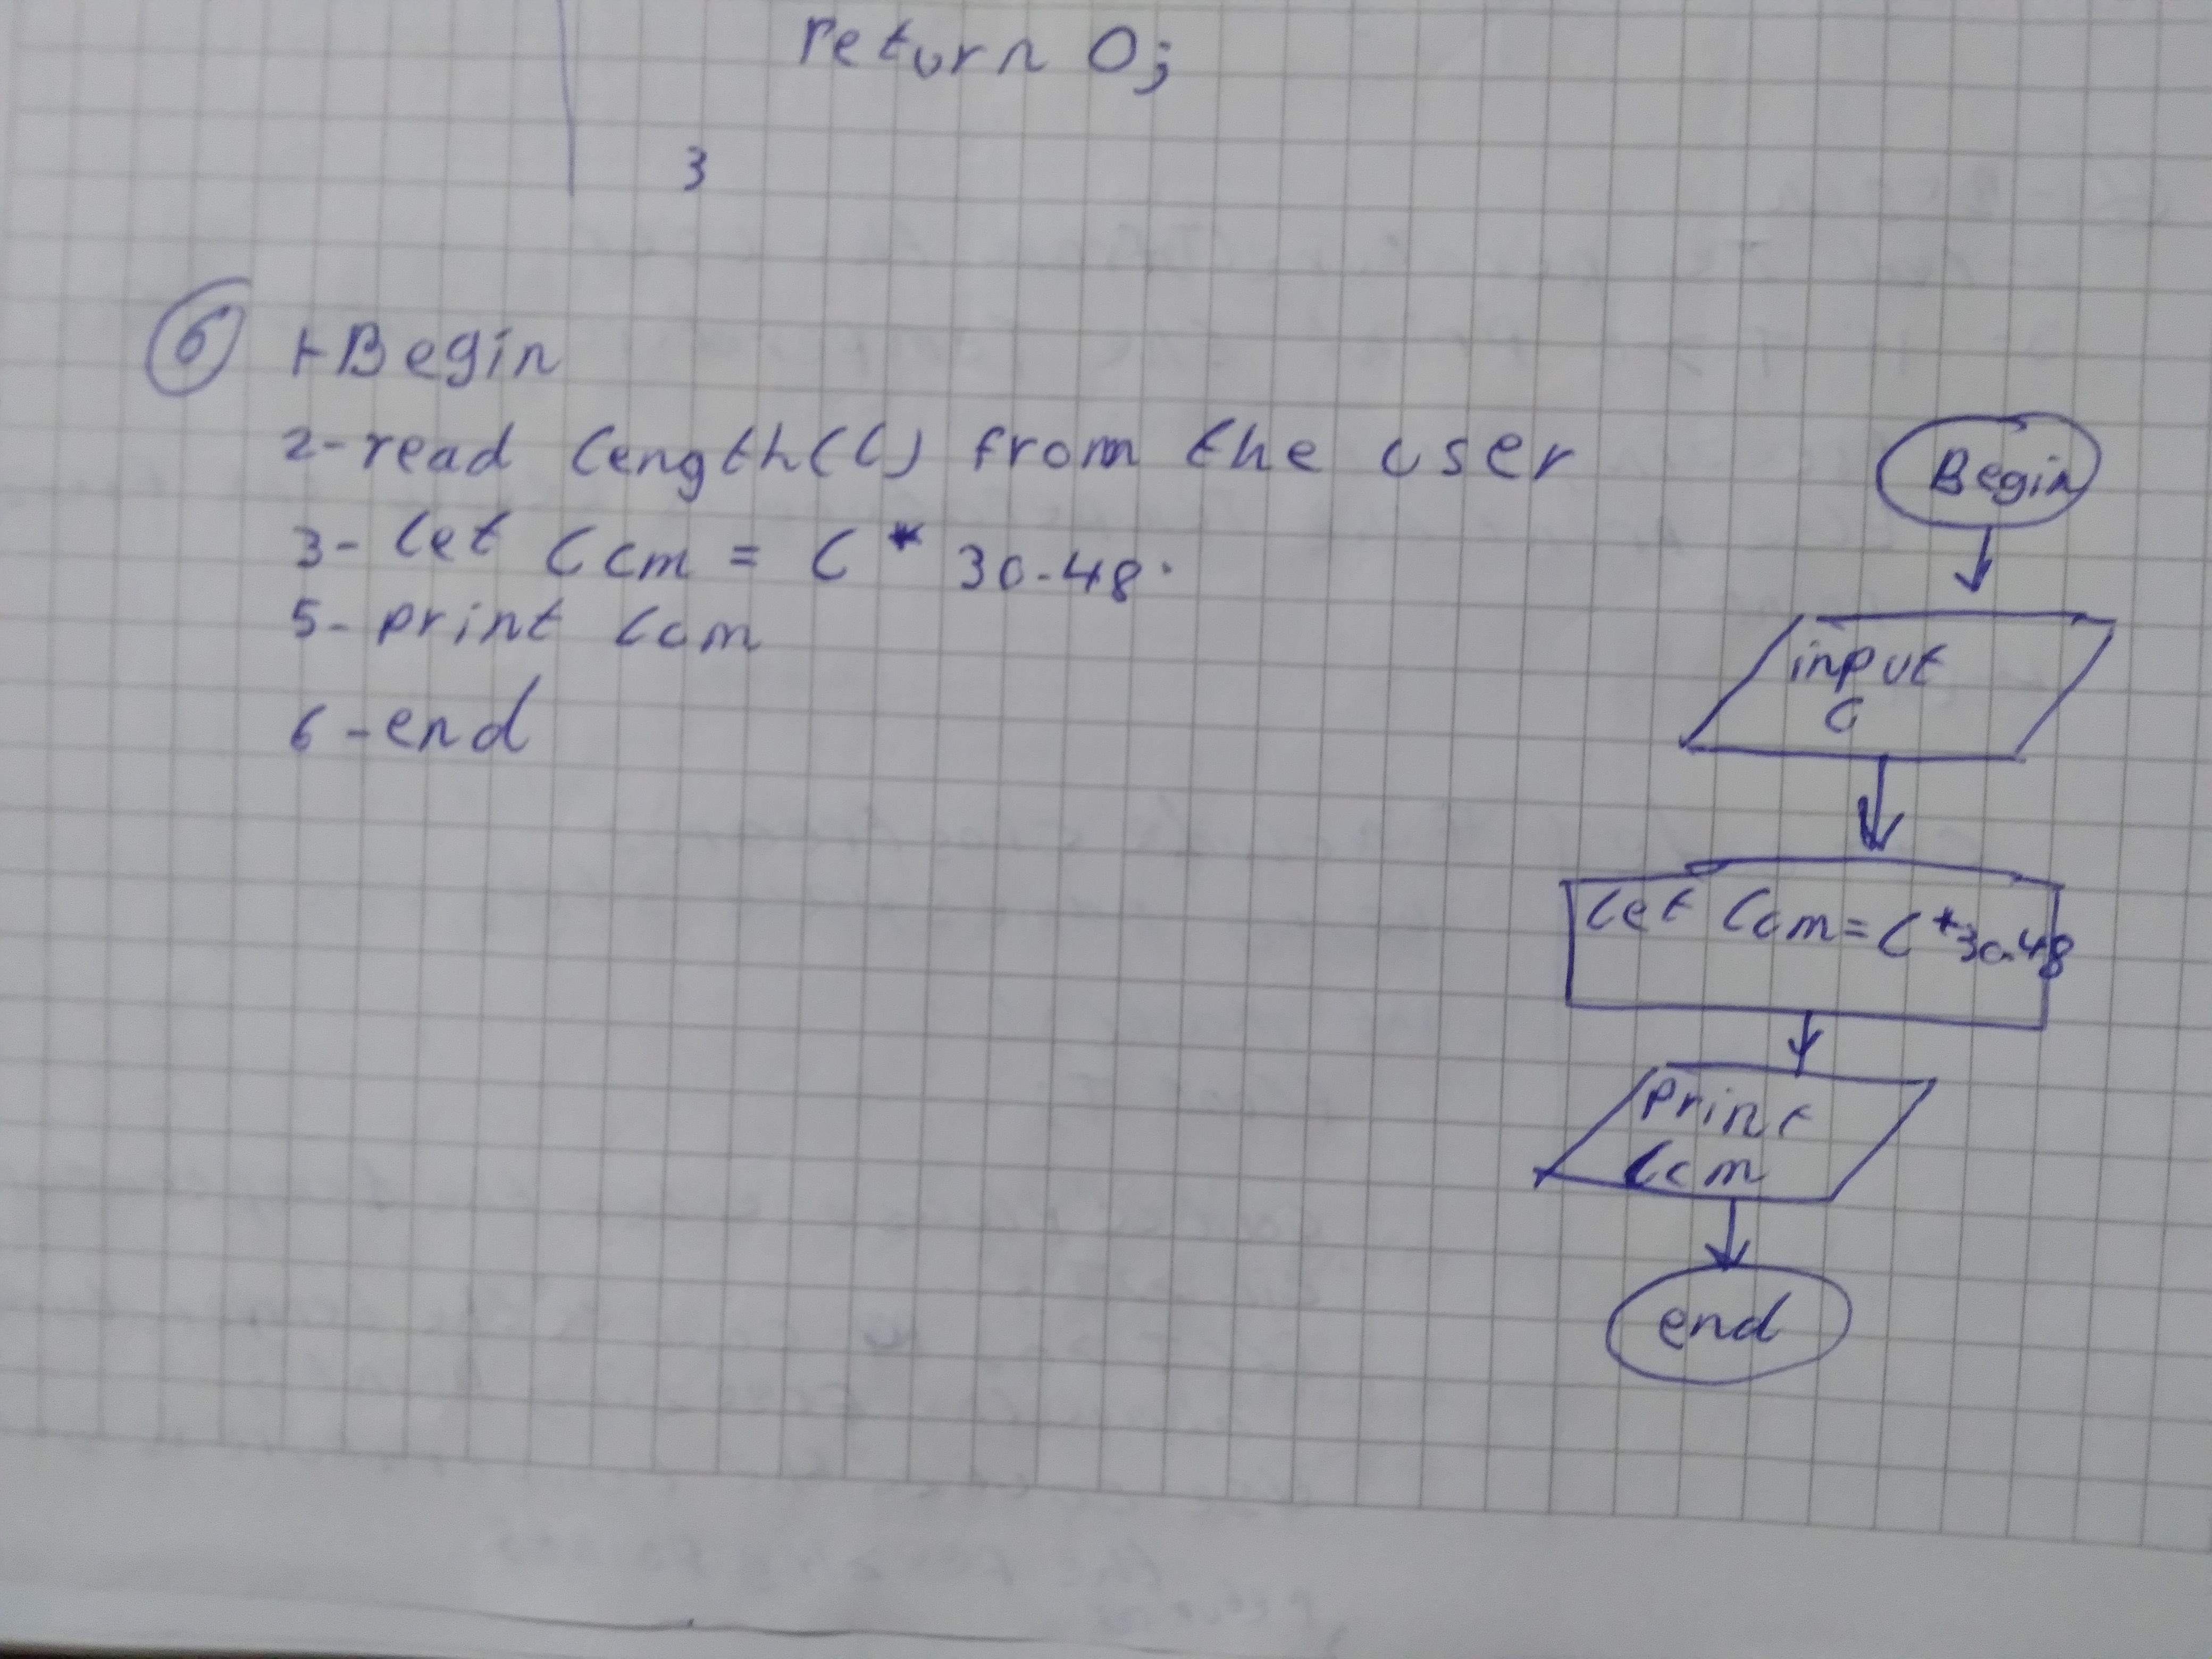 return 0;
}
6 1-Begin
2-read length(l) from the user
3- let lcm = l * 30.48.
5- print lcm
6-end
Begin
input
l
let lcm = l * 30.48
print
lcm
end